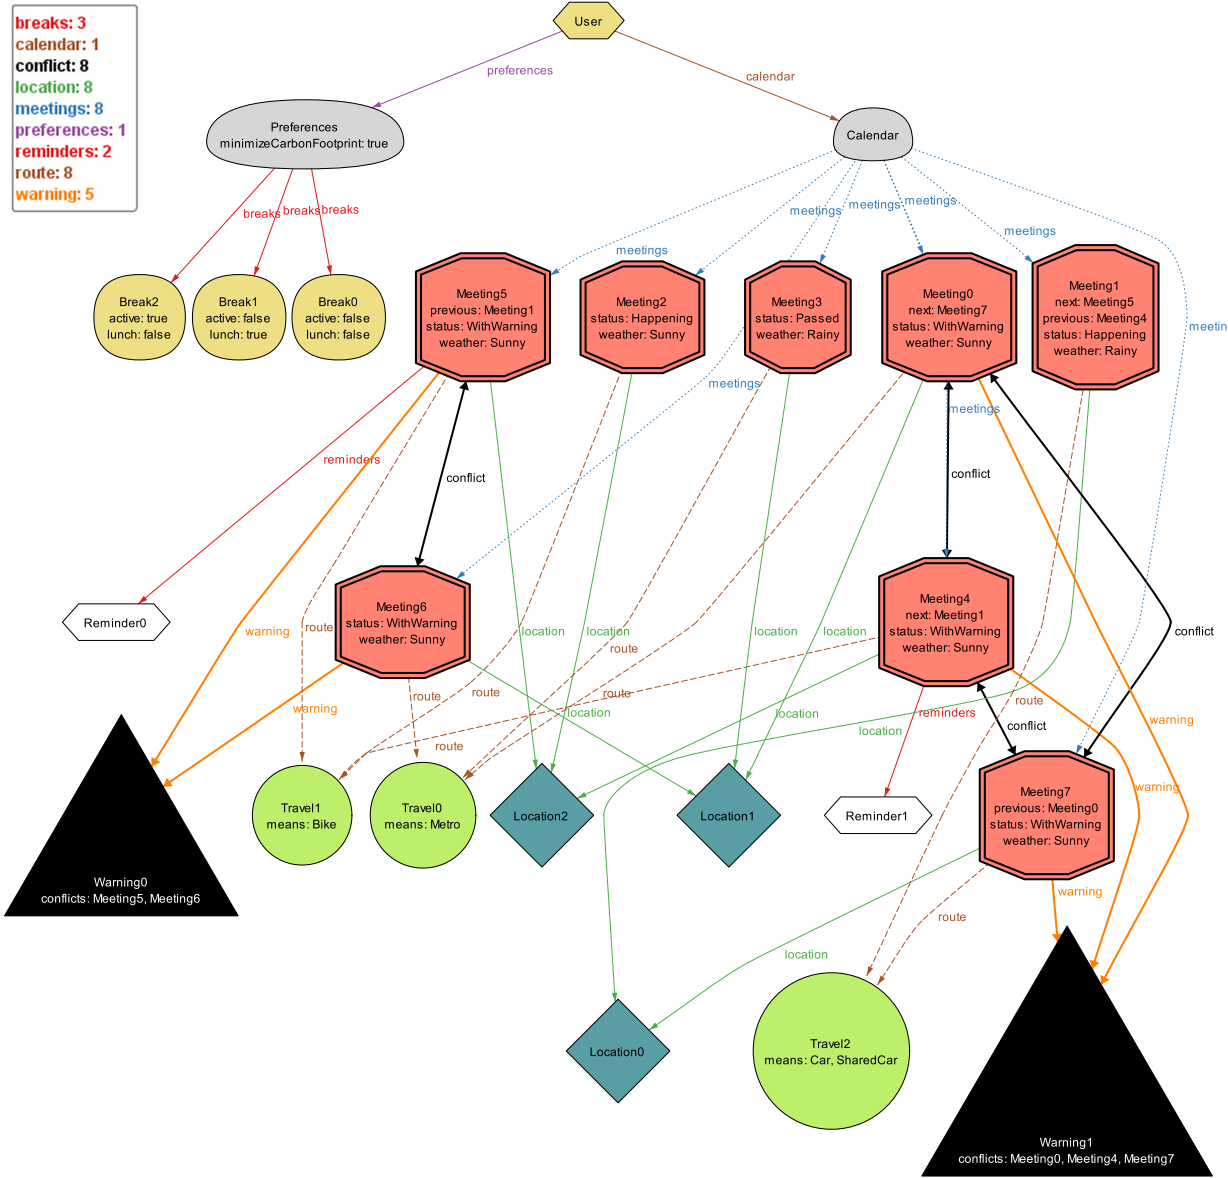 breaks: 3
calendar: 1
conflict: 8
location: 8
meetings: 8
preferences: 1
reminders: 2
route: 8
warning: 5
User
preferences
calendar
Preferences
minimizeCarbonFootprint: true
Calendar
breaks
breaks
breaks
meetings
meetings
meetings
meetings
meetings
meetin
Break2
active: true
lunch: false
Break1
active: false
lunch: true
Break0
active: false
lunch: false
Meeting5
previous: Meeting1
status: WithWarning
weather: Sunny
Meeting2
status: Happening
weather: Sunny
Meeting3
status: Passed
weather: Rainy
Meeting0
next: Meeting7
status: WithWarning
weather: Sunny
Meeting1
next: Meeting5
previous: Meeting4
status: Happening
weather: Rainy
meetings
meetings
reminders
conflict
conflict
Reminder0
Meeting6
status: WithWarning
weather: Sunny
Meeting4
next: Meeting1
status: WithWarning
weather: Sunny
warning
route
location
location
route
location
location
conflict
warning
route
route
location
route
route
location
reminders
route
location
conflict
warning
warning
Travel1
means: Bike
Travel0
means: Metro
Location2
Location1
Reminder1
Meeting7
previous: Meeting0
status: WithWarning
weather: Sunny
Warning0
conflicts: Meeting5, Meeting6
warning
route
location
Location0
Travel2
means: Car, SharedCar
Warning1
conflicts: Meeting0, Meeting4, Meeting7